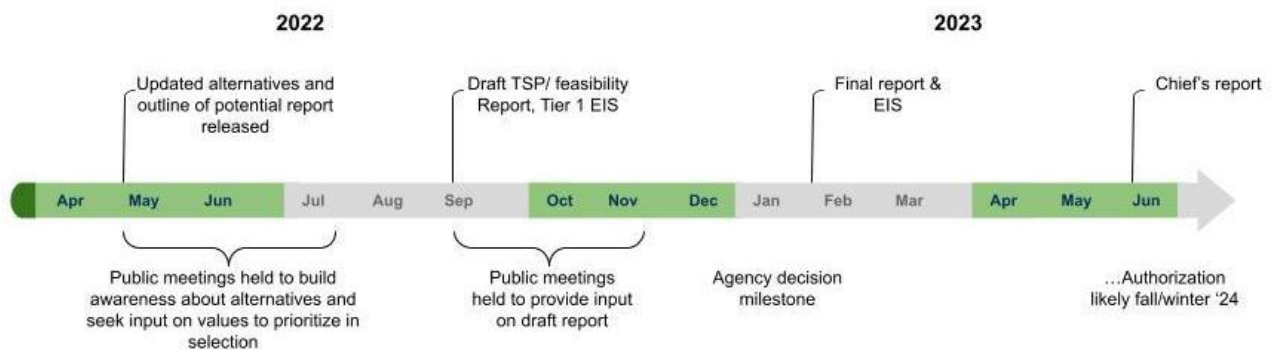 2022
2023
Updated alternatives and
outline of potential report
released
Draft TSP/ feasibility
Report, Tier 1 EIS
Final report &
EIS
Chief's report
Apr May Jun Jul Aug Sep Oct Nov Dec Jan Feb Mar Apr May Jun
Public meetings held to build
awareness about alternatives and
seek input on values to prioritize in
selection
Public meetings
held to provide input
on draft report
Agency decision
milestone
…Authorization
likely fall/winter ‘24